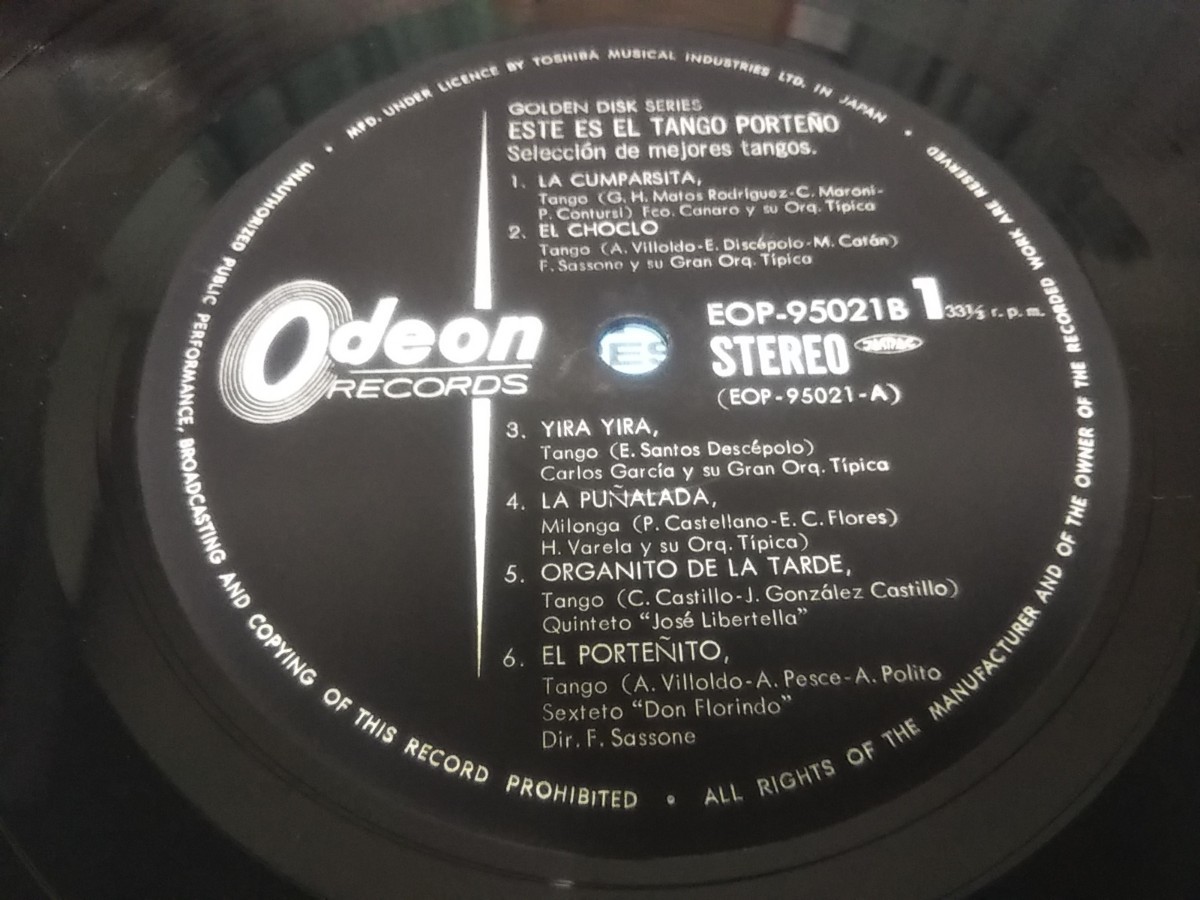 MFD. UNDER LICENCE BY TOSHIBA MUSICAL INDUSTRIES LTD. IN JAPAN
GOLDEN DISK SERIES
ESTE ES EL TANGO PORTEÑO
Selección de mejores tangos.
1. LA CUMPARSITA,
Tango (G. H. Matos Rodríguez-C. Maroni-
P. Contursi) Fco. Canaro y su Orq. Típica
2. EL CHOCLO
Tango (A. Villoldo-E. Discépolo-M. Catán)
F. Sassone y su Gran Orq. Típica
Odeon
RECORDS
EOP-95021B 1 33⅓ r.p.m.
STEREO
(EOP-95021-A)
3. YIRA YIRA,
Tango (E. Santos Descépolo)
Carlos García y su Gran Orq. Típica
4. LA PUÑALADA,
Milonga (P. Castellano-E. C. Flores)
H. Varela y su Orq. Típica)
5. ORGANITO DE LA TARDE,
Tango (C. Castillo-J. González Castillo)
Quinteto "José Libertella"
6. EL PORTEÑITO,
Tango (A. Villoldo-A. Pesce-A. Polito
Sexteto "Don Florindo"
Dir. F. Sassone
UNAUTHORIZED PUBLIC PERFORMANCE, BROADCASTING AND COPYING OF THIS RECORD PROHIBITED • ALL RIGHTS OF THE MANUFACTURER AND OF THE OWNER OF THE RECORDED WORK ARE RESERVED •